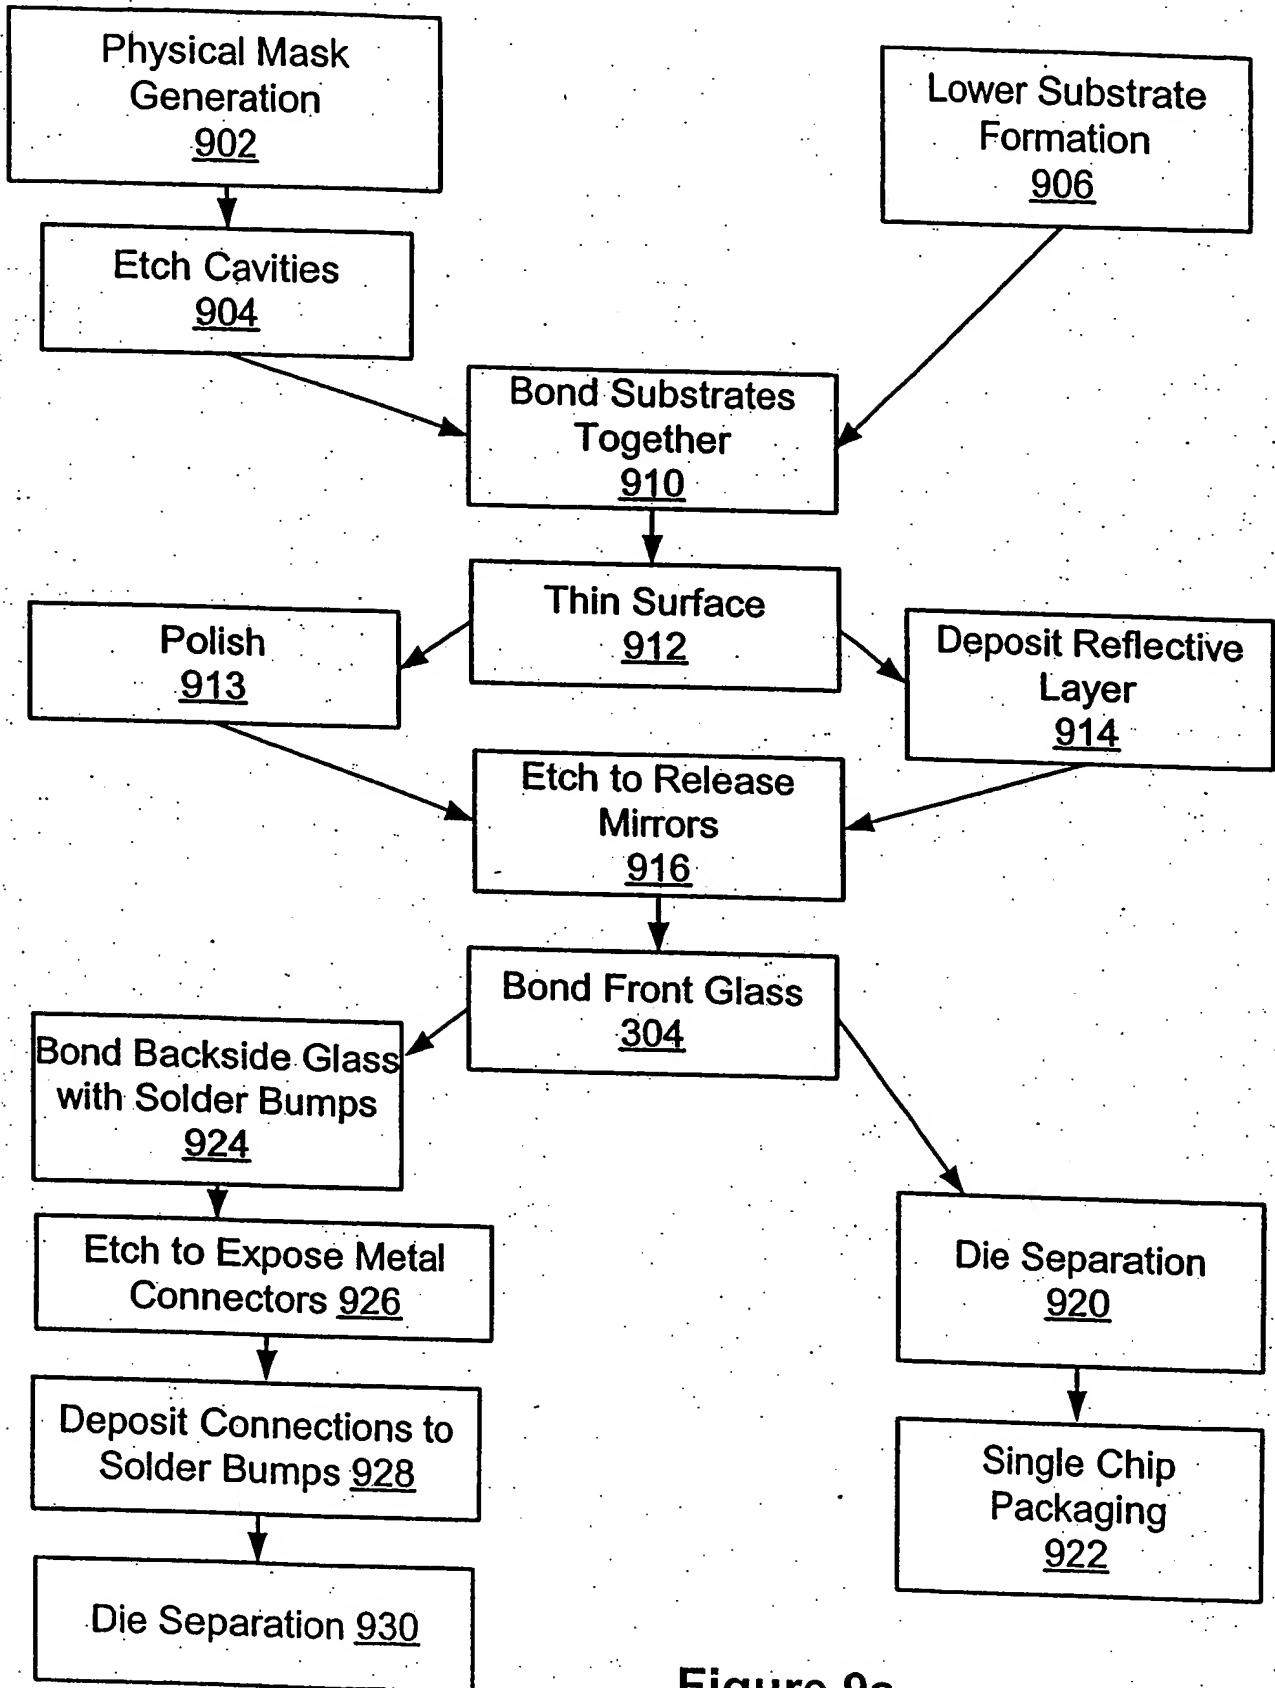 Physical Mask
Generation
902
Lower Substrate
Formation
906
Etch Cavities
904
Bond Substrates
Together
910
Thin Surface
912
Polish
913
Deposit Reflective
Layer
914
Etch to Release
Mirrors
916
Bond Front Glass
304
Bond Backside Glass
with Solder Bumps
924
Etch to Expose Metal
Connectors 926
Die Separation
920
Deposit Connections to
Solder Bumps 928
Single Chip
Packaging
922
Die Separation 930
Figure 9a